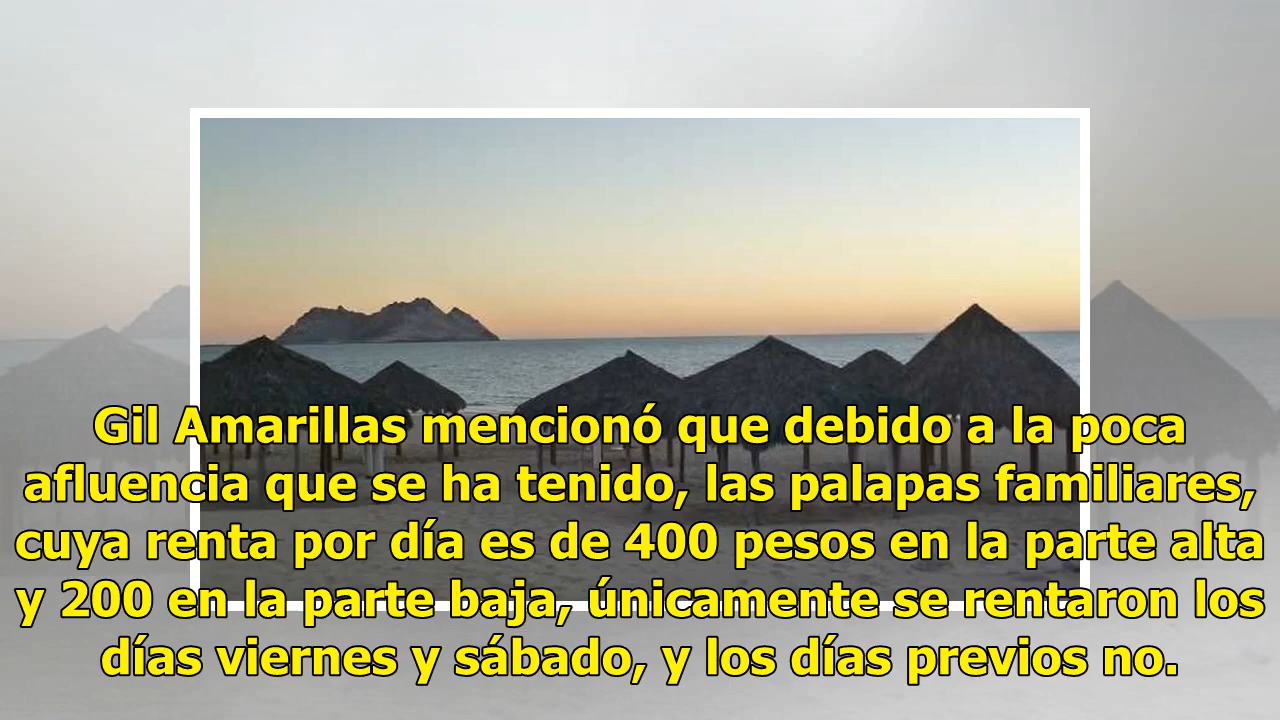 Gil Amarillas mencionó que debido a la poca
afluencia que se ha tenido, las palapas familiares,
cuya renta por día es de 400 pesos en la parte alta
y 200 en la parte baja, únicamente se rentaron los
días viernes y sábado, y los días previos no.